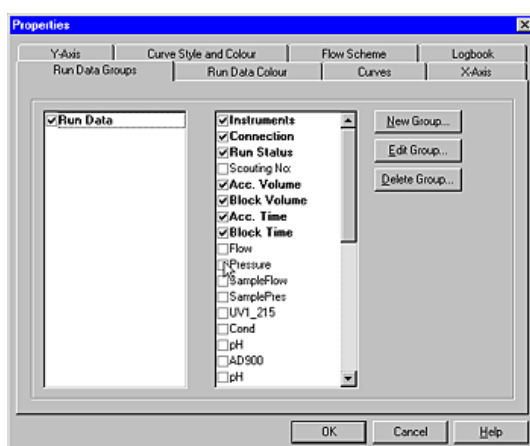 Properties
Y-Axis Curve Style and Colour Flow Scheme Logbook
Run Data Groups Run Data Colour Curves X-Axis
Run Data
Instruments
Connection
Run Status
Scouting No:
Acc. Volume
Block Volume
Acc. Time
Block Time
Flow
Pressure
SampleFlow
SamplePres
UV1_215
Cond
pH
AD900
pH
New Group...
Edit Group...
Delete Group...
OK Cancel Help